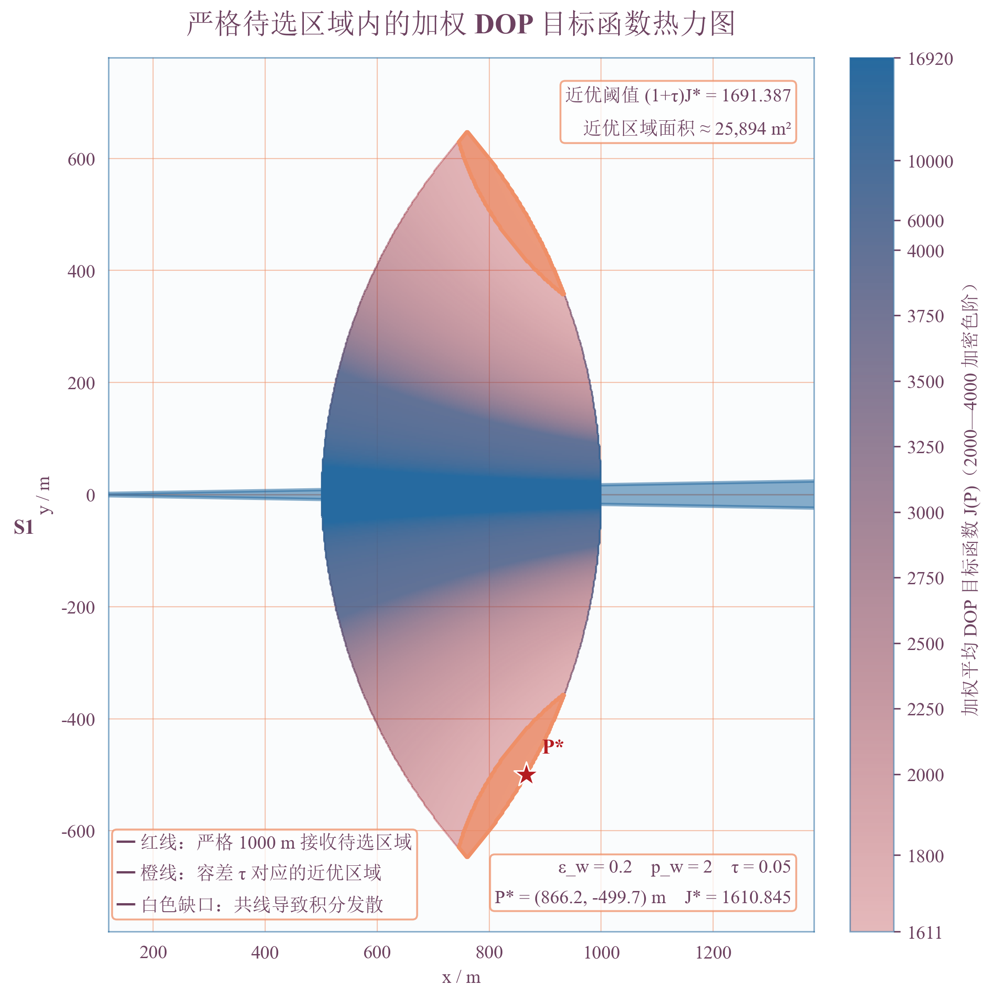 严格待选区域内的加权 DOP 目标函数热力图
近优阈值 (1+τ)J* = 1691.387
近优区域面积 ≈ 25,894 m²
600
400
200
0
-200
-400
-600
y / m
S1
P*
红线：严格 1000 m 接收待选区域
橙线：容差 τ 对应的近优区域
白色缺口：共线导致积分发散
ε_w = 0.2 p_w = 2 τ = 0.05
P* = (866.2, -499.7) m J* = 1610.845
200
400
600
800
1000
1200
x / m
16920
10000
6000
4000
3750
3500
3250
3000
2750
2500
2250
2000
1800
1611
加权平均 DOP 目标函数 J(P)（2000—4000 加密色阶）